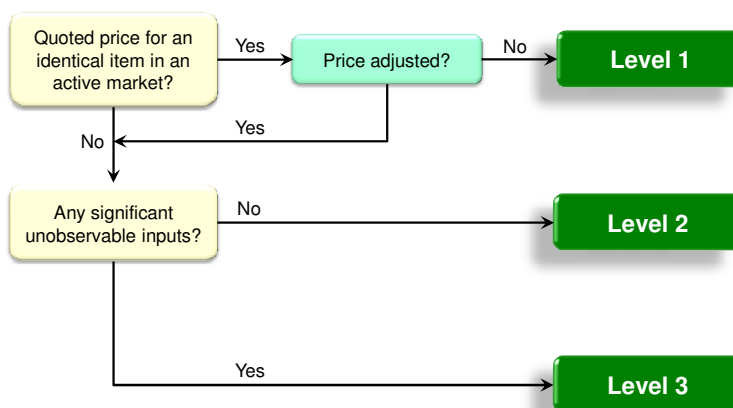 Quoted price for an
identical item in an
active market?
Yes
Price adjusted?
No
Level 1
Yes
No
Any significant
unobservable inputs?
No
Level 2
Yes
Level 3